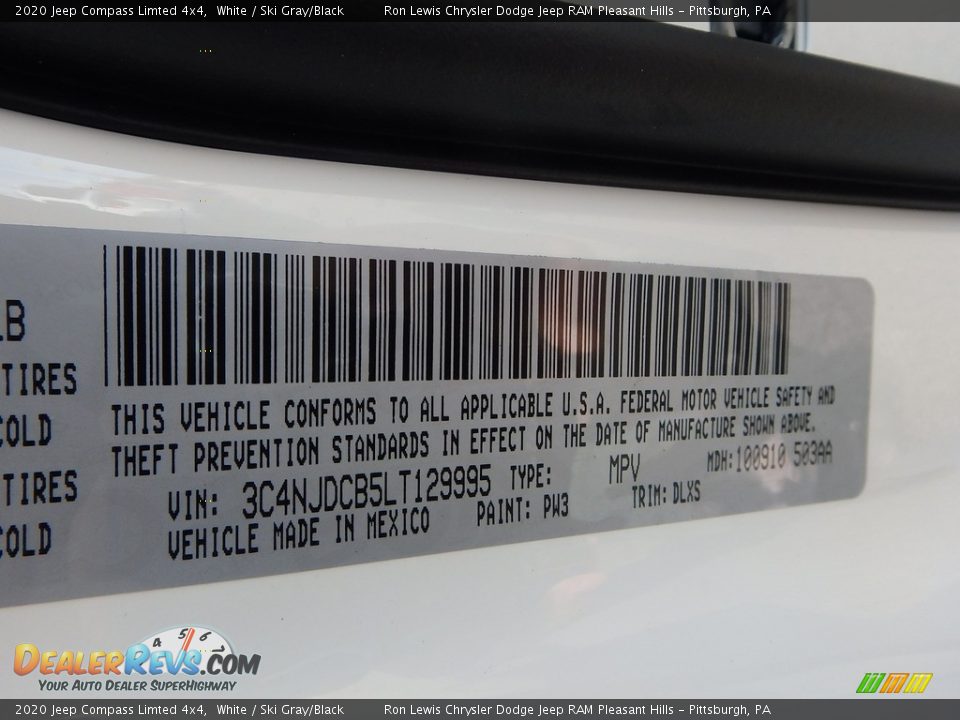 2020 Jeep Compass Limted 4x4, White / Ski Gray/Black Ron Lewis Chrysler Dodge Jeep RAM Pleasant Hills - Pittsburgh, PA
TIRES
COLD
TIRES
COLD
THIS VEHICLE CONFORMS TO ALL APPLICABLE U.S.A. FEDERAL MOTOR VEHICLE SAFETY AND
THEFT PREVENTION STANDARDS IN EFFECT ON THE DATE OF MANUFACTURE SHOWN ABOVE.
VIN: 3C4NJDCB5LT129995 TYPE: MPV MDH:100910 503AA
VEHICLE MADE IN MEXICO PAINT: PW3 TRIM: DLXS
4 5 6
DEALERREVS.COM
YOUR AUTO DEALER SUPERHIGHWAY
2020 Jeep Compass Limted 4x4, White / Ski Gray/Black Ron Lewis Chrysler Dodge Jeep RAM Pleasant Hills - Pittsburgh, PA